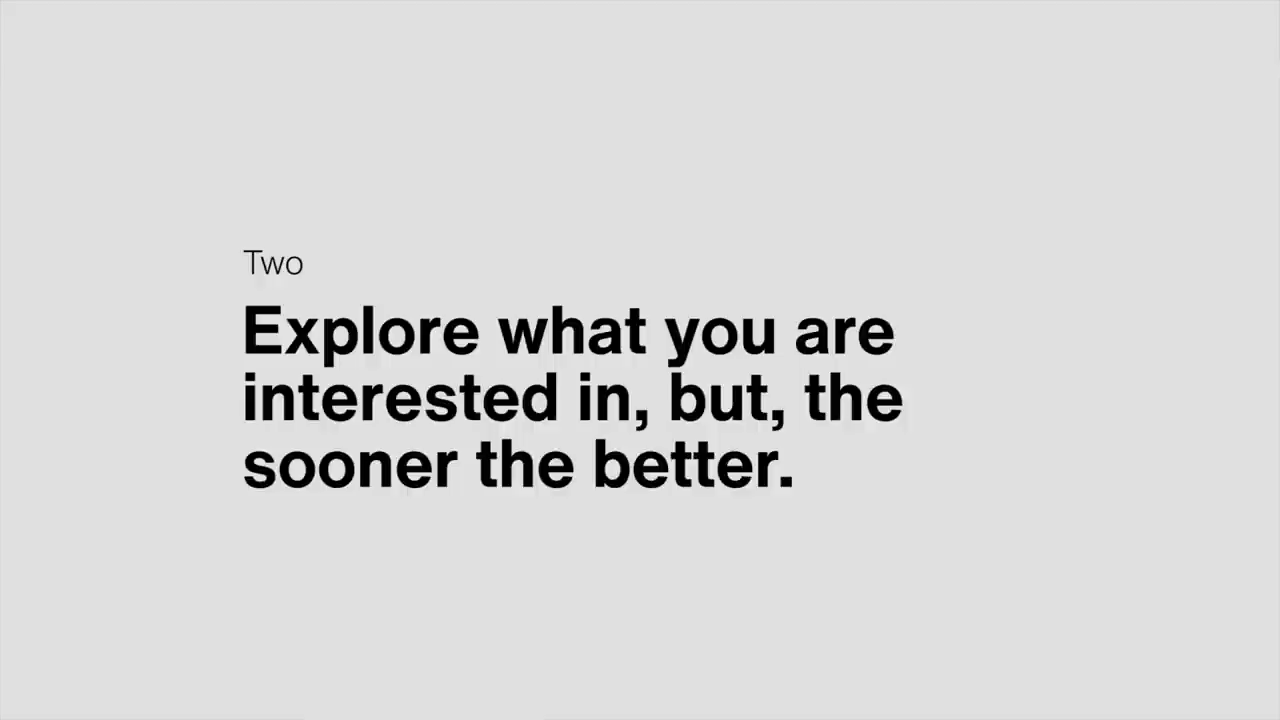 Two
Explore what you are
interested in, but, the
sooner the better.